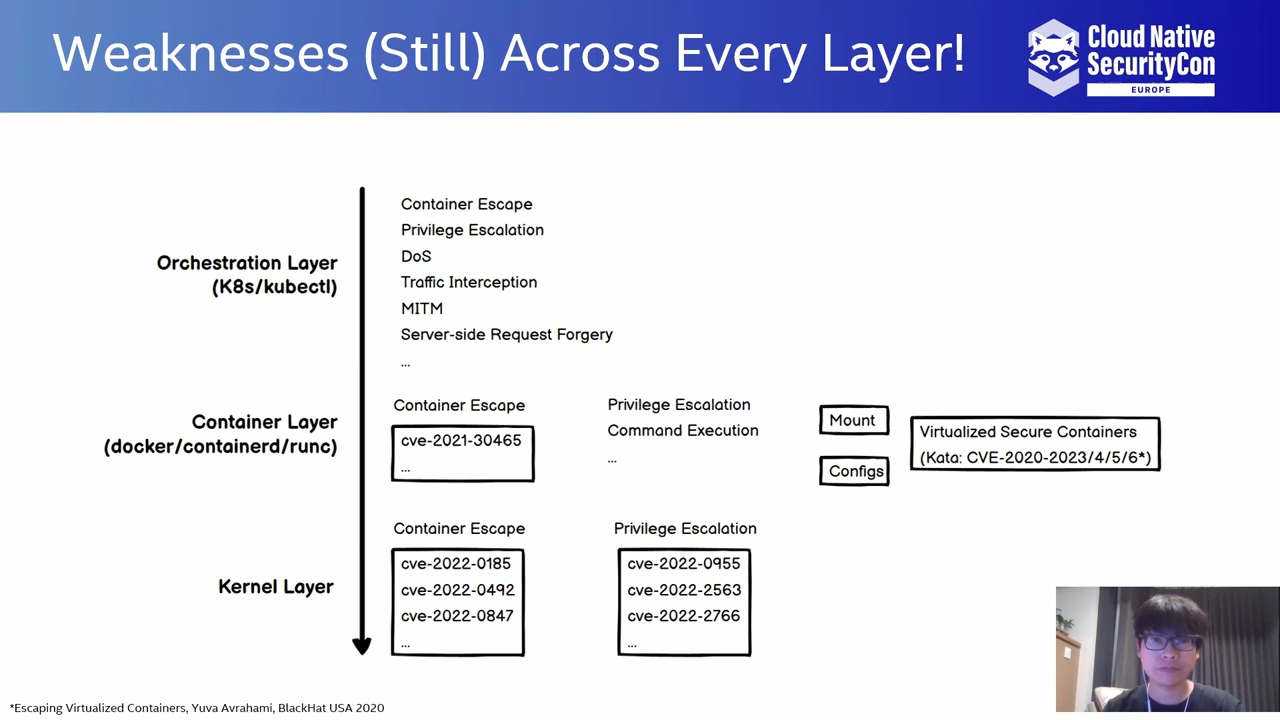 Weaknesses (Still) Across Every Layer!
Cloud Native
SecurityCon
EUROPE
Orchestration Layer
(K8s/kubectl)
Container Escape
Privilege Escalation
DoS
Traffic Interception
MITM
Server-side Request Forgery
...
Container Layer
(docker/containerd/runc)
Container Escape
cve-2021-30465
...
Privilege Escalation
Command Execution
...
Mount
Configs
Virtualized Secure Containers
(Kata: CVE-2020-2023/4/5/6*)
Kernel Layer
Container Escape
cve-2022-0185
cve-2022-0492
cve-2022-0847
...
Privilege Escalation
cve-2022-0955
cve-2022-2563
cve-2022-2766
...
*Escaping Virtualized Containers, Yuva Avrahami, BlackHat USA 2020